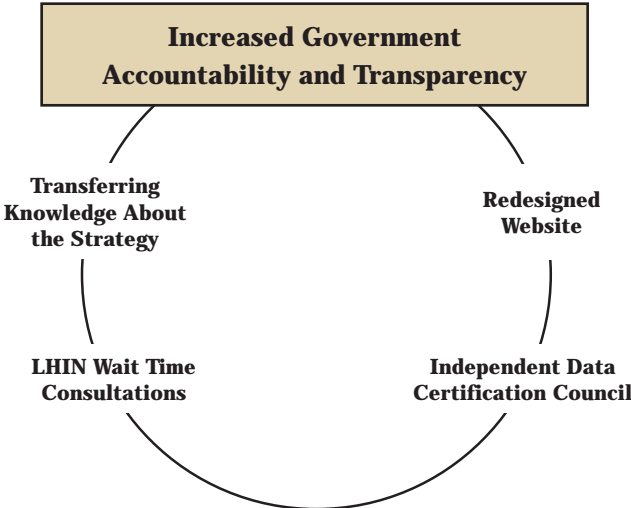 Increased Government
Accountability and Transparency
Transferring
Knowledge About
the Strategy
Redesigned
Website
LHIN Wait Time
Consultations
Independent Data
Certification Council